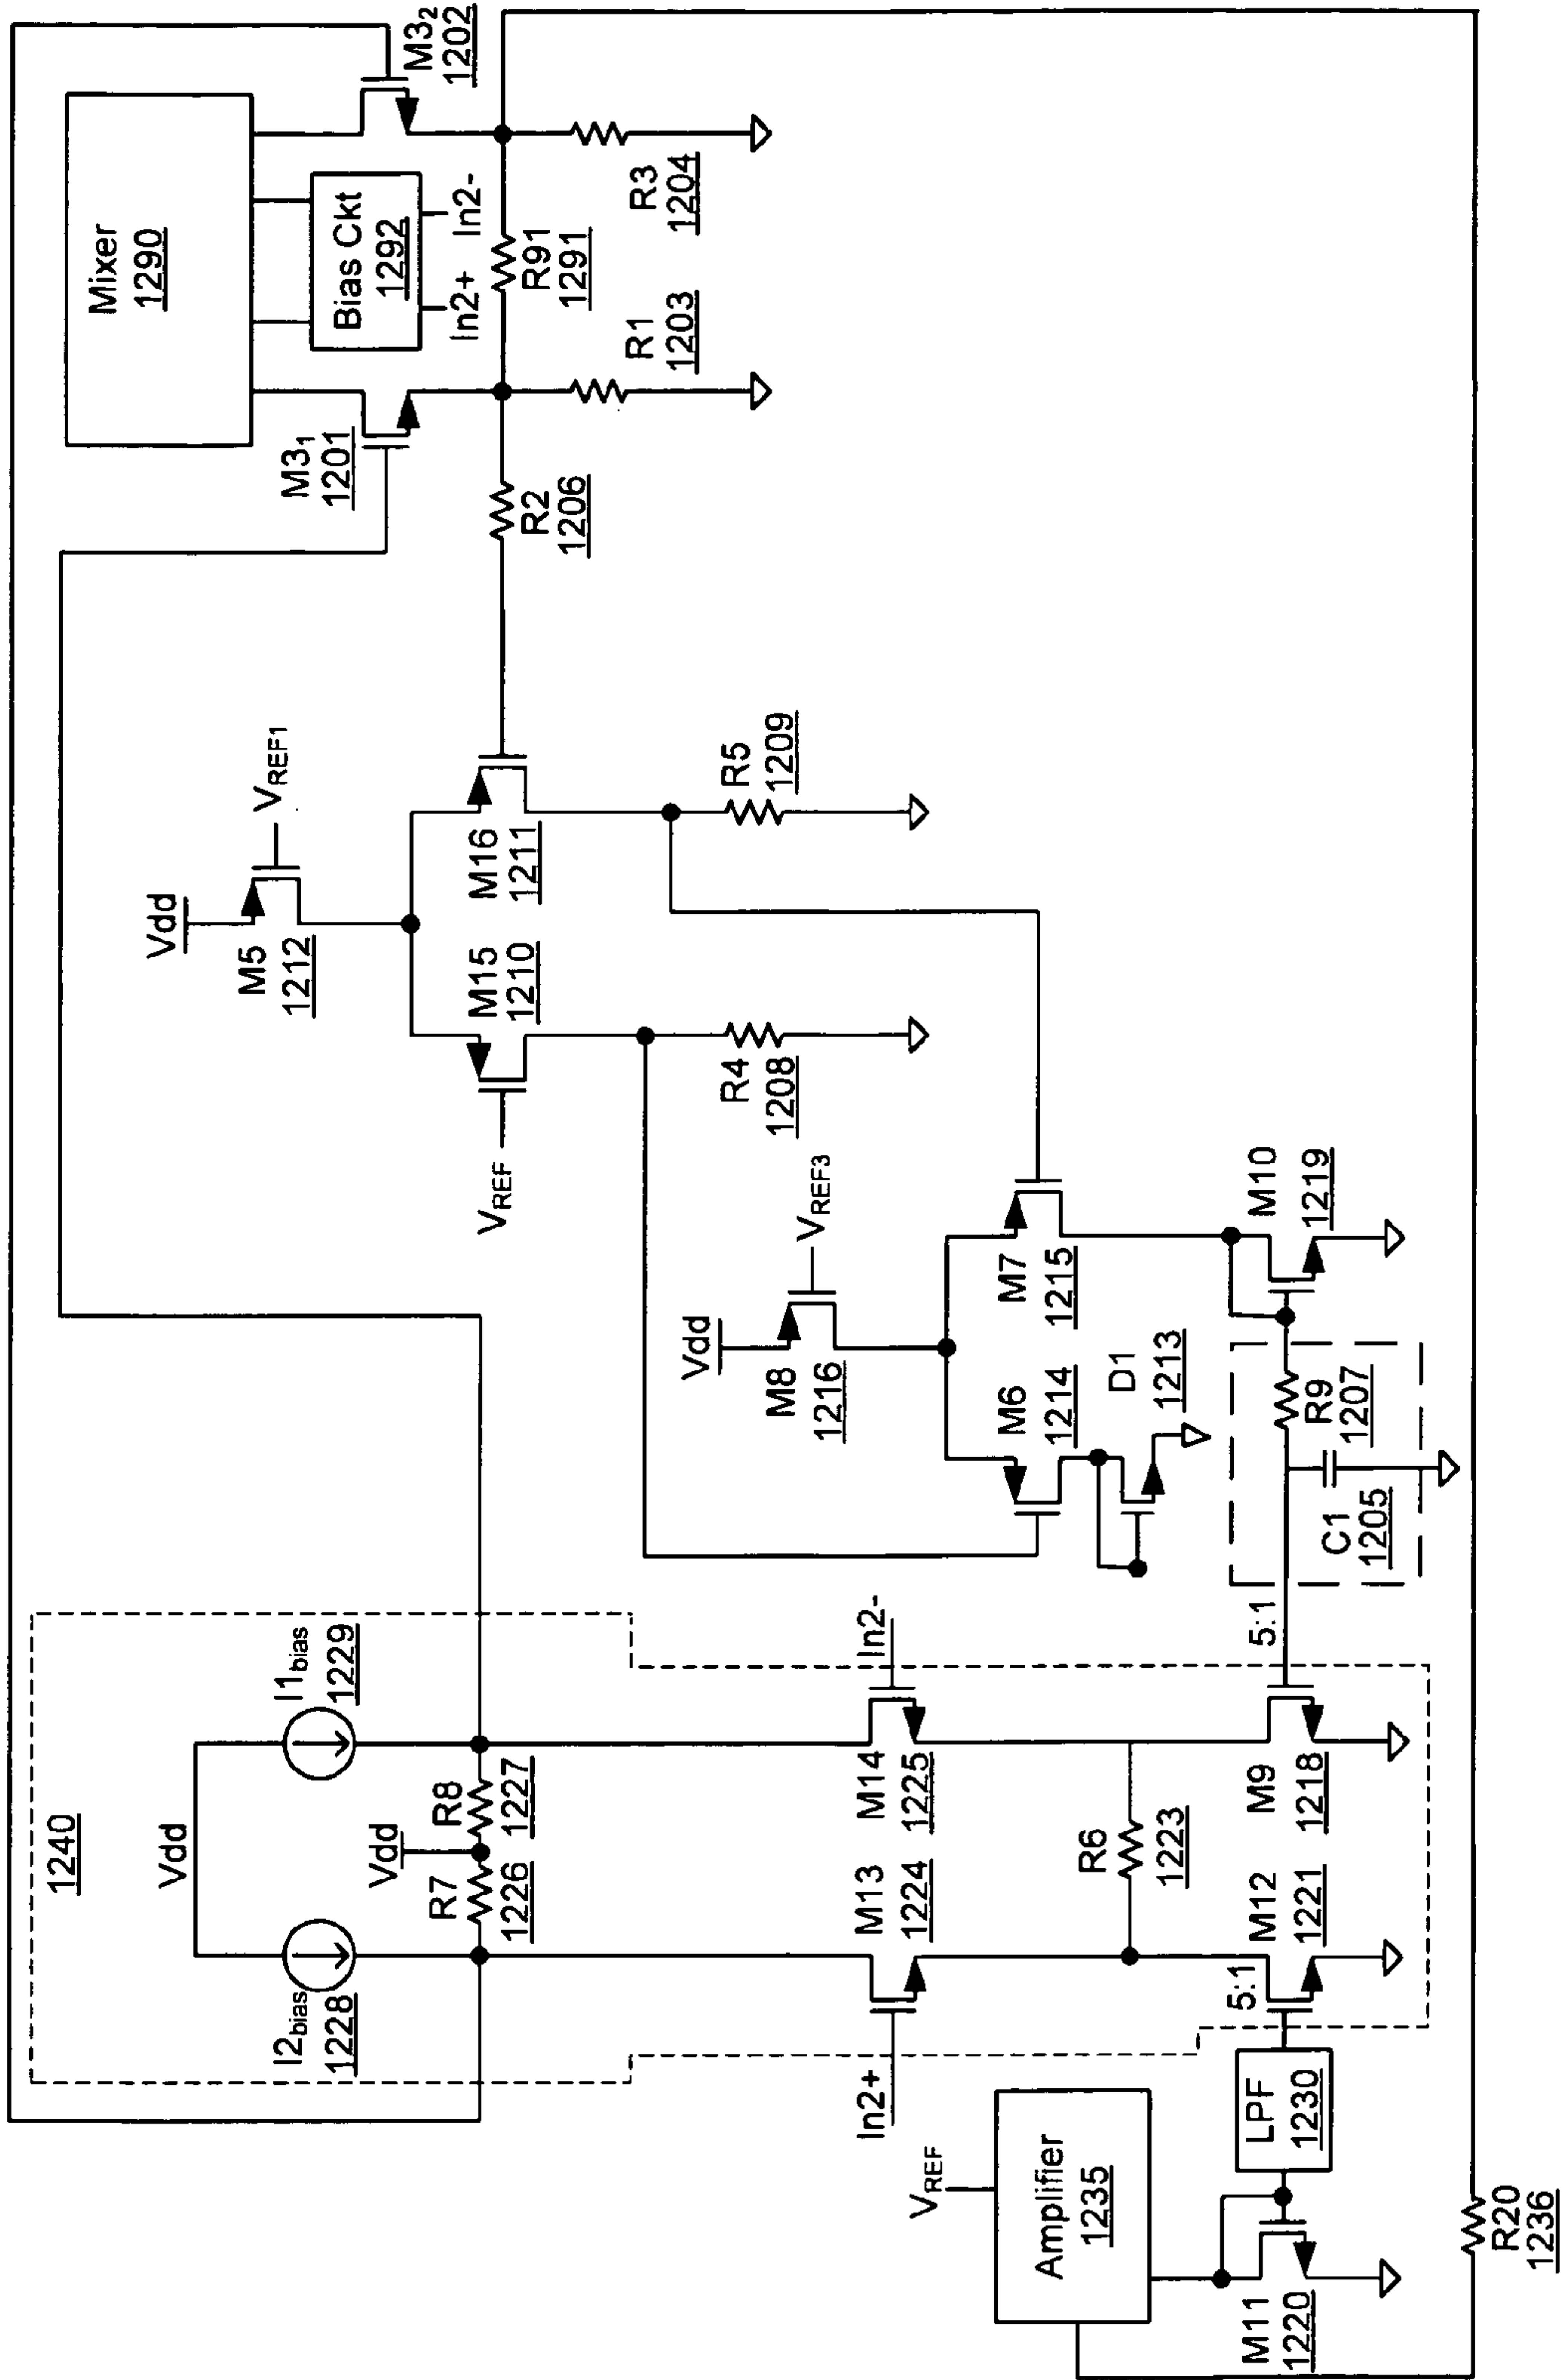 Mixer
1290
Bias Ckt
1292
In2+
In2-
M3₁
1201
M3₂
1202
R2
1206
R91
1291
R1
1203
R3
1204
Vdd
VREF1
M5
1212
M15
1210
M16
1211
VREF
R4
1208
R5
1209
Vdd
VREF3
M8
1216
M6
1214
M7
1215
D1
1213
M10
1219
R9
1207
C1
1205
1240
Vdd
I2bias
1228
I1bias
1229
Vdd
R7
1226
R8
1227
In2+
M13
1224
M14
1225
In2-
R6
1223
5:1
M12
1221
M9
1218
5:1
VREF
Amplifier
1235
LPF
1230
M11
1220
R20
1236